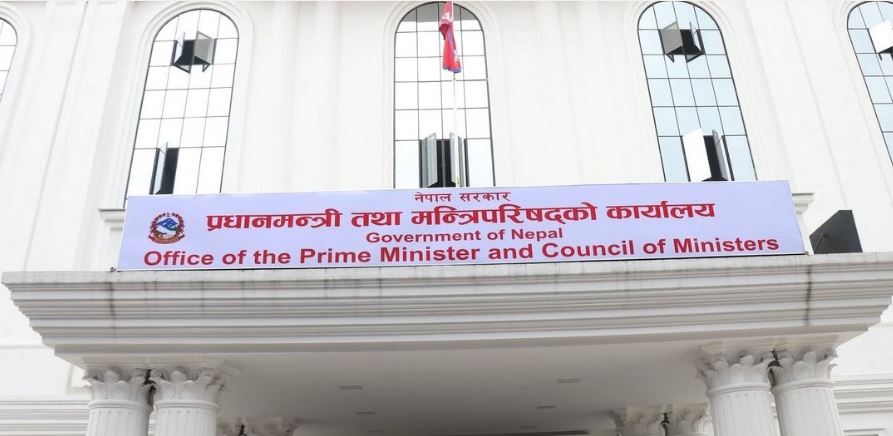 नेपाल सरकार
प्रधानमन्त्री तथा मन्त्रिपरिषद्को कार्यालय
Government of Nepal
Office of the Prime Minister and Council of Ministers